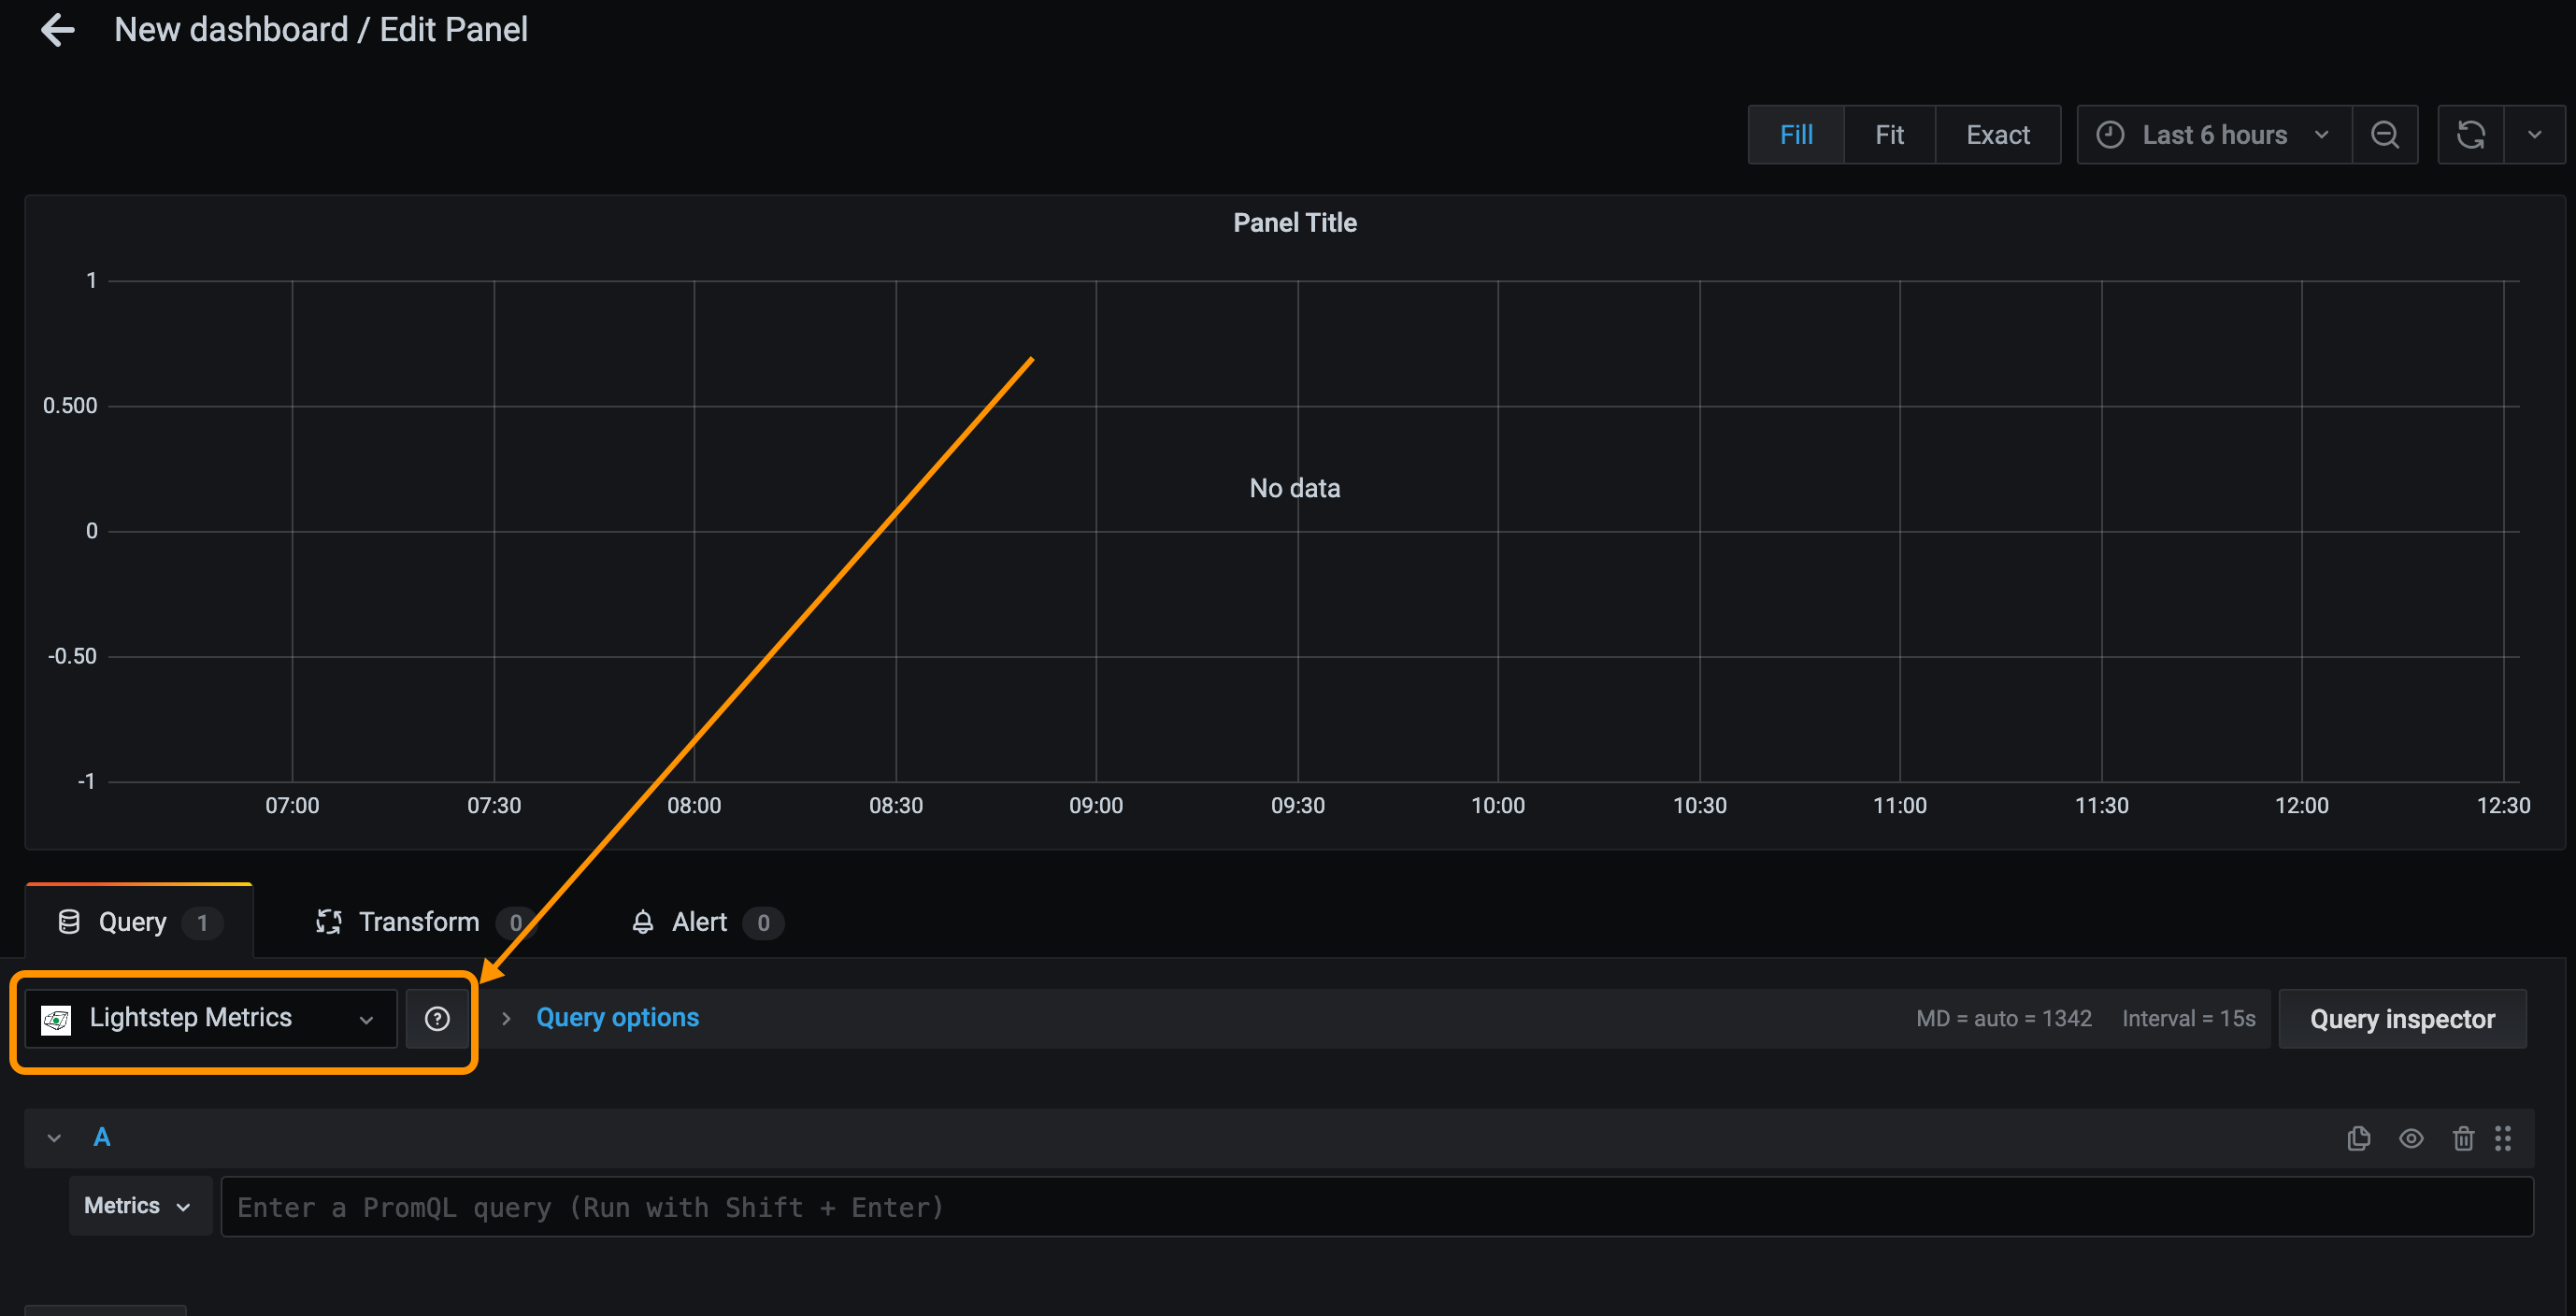 New dashboard / Edit Panel
Fill Fit Exact Last 6 hours
Panel Title
1
0.500
No data
0
-0.50
-1
07:00 07:30 08:00 08:30 09:00 09:30 10:00 10:30 11:00 11:30 12:00 12:30
Query 1 Transform 0 Alert 0
Lightstep Metrics Query options MD = auto = 1342 Interval = 15s Query inspector
A
Metrics Enter a PromQL query (Run with Shift + Enter)